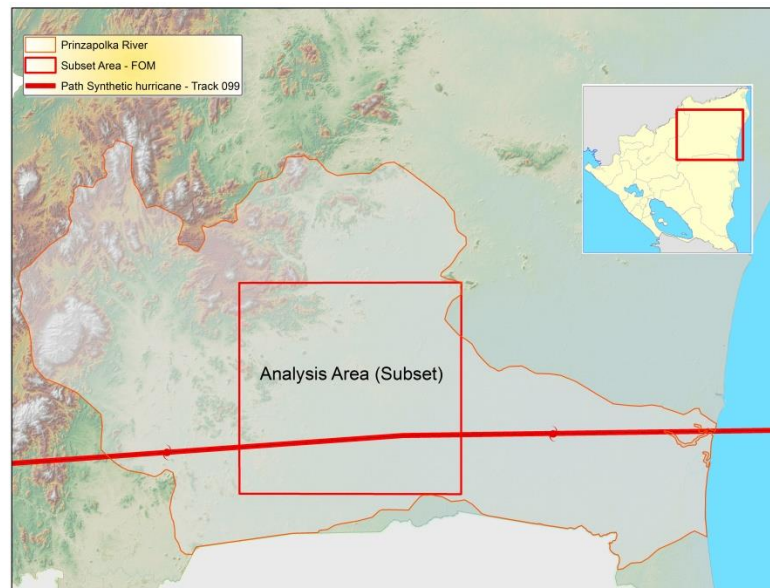 Prinzapolka River
Subset Area - FOM
Path Synthetic hurricane - Track 099
Analysis Area (Subset)